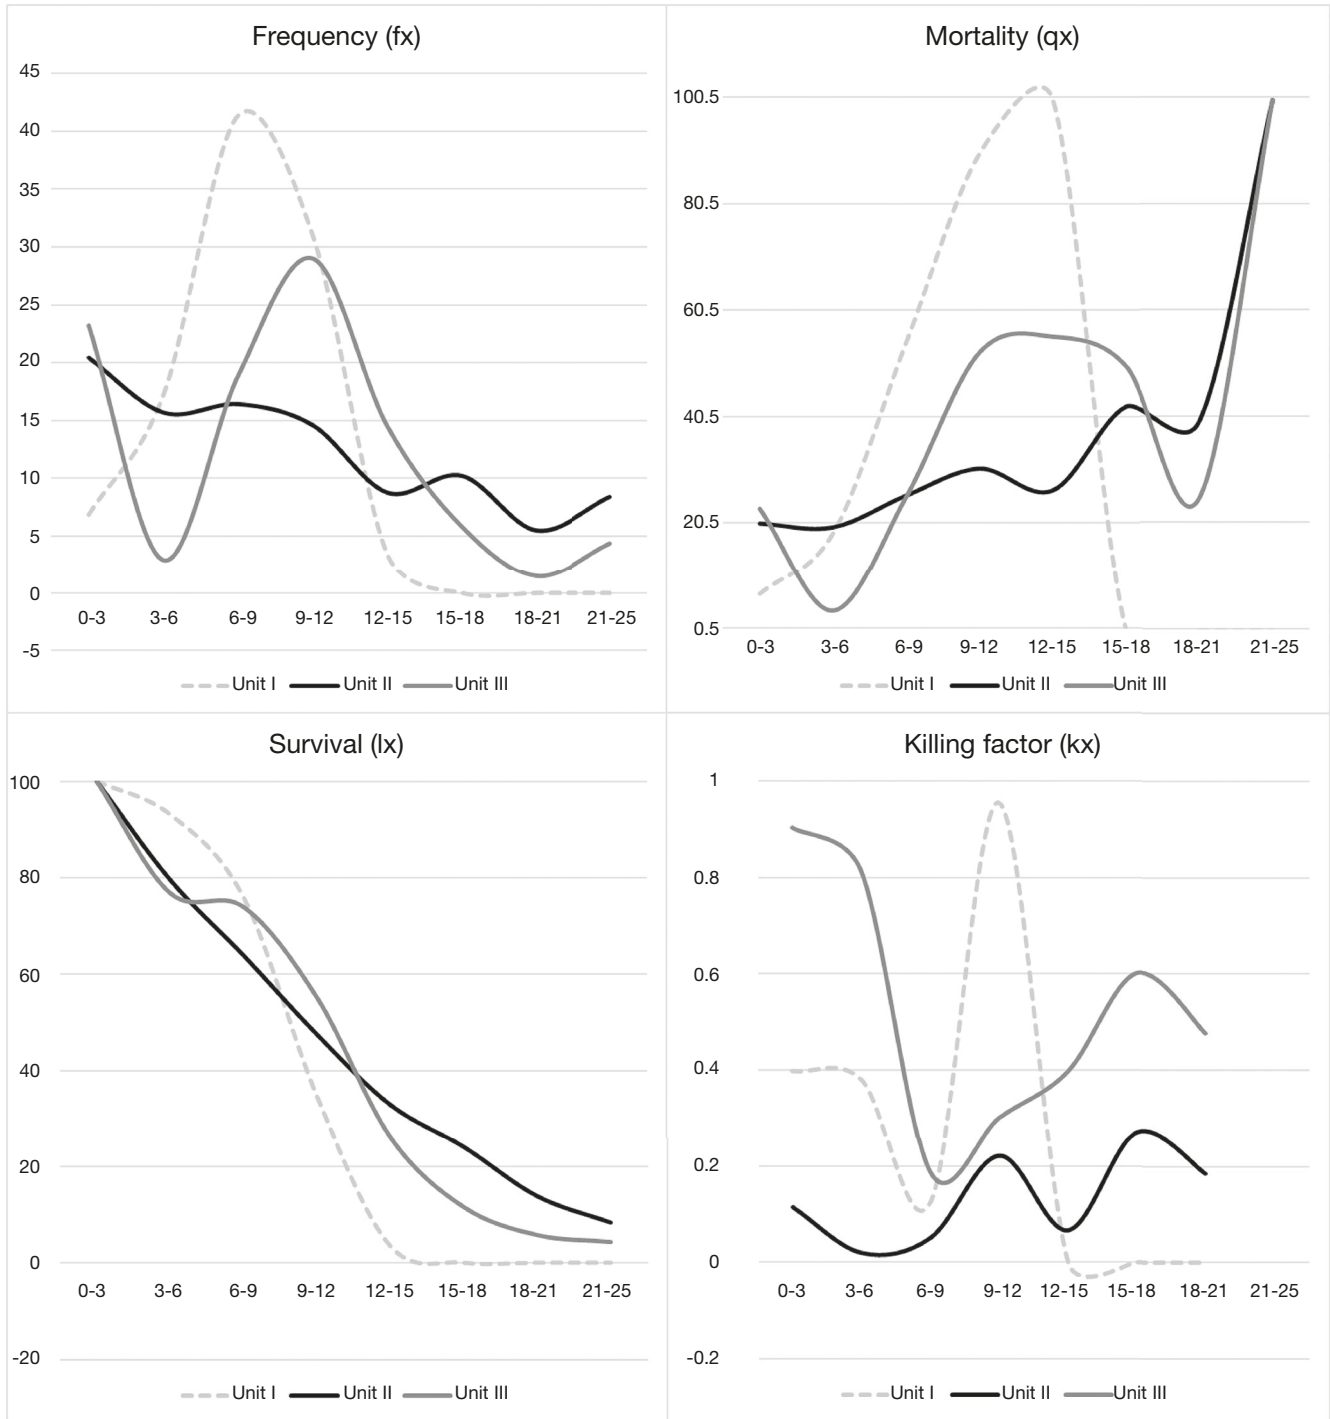 Frequency (fx)
45
40
35
30
25
20
15
10
5
0
-5
0-3 3-6 6-9 9-12 12-15 15-18 18-21 21-25
Unit I Unit II Unit III
Mortality (qx)
100.5
80.5
60.5
40.5
20.5
0.5
0-3 3-6 6-9 9-12 12-15 15-18 18-21 21-25
Unit I Unit II Unit III
Survival (lx)
100
80
60
40
20
0
0-3 3-6 6-9 9-12 12-15 15-18 18-21 21-25
-20
Unit I Unit II Unit III
Killing factor (kx)
1
0.8
0.6
0.4
0.2
0
0-3 3-6 6-9 9-12 12-15 15-18 18-21 21-25
-0.2
Unit I Unit II Unit III